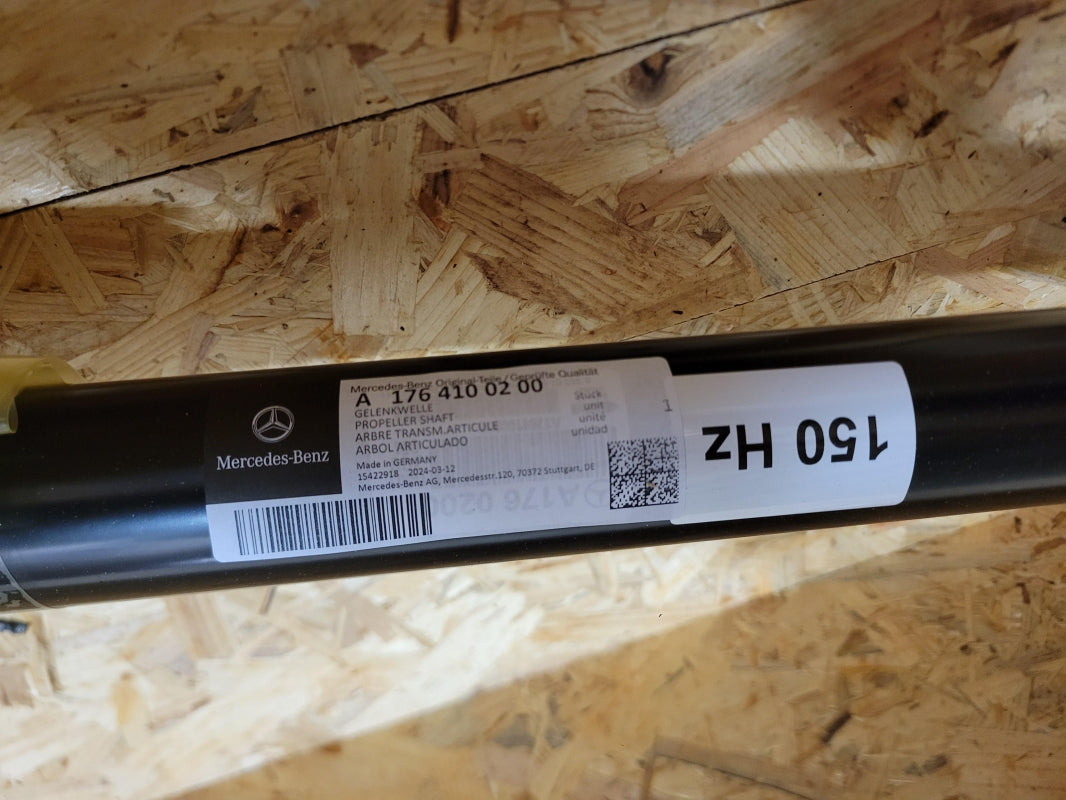 Mercedes-Benz Original-Teile / Geprüfte Qualität
A 176 410 02 00
GELENKWELLE
PROPELLER SHAFT
ARBRE TRANSM.ARTICULE
ARBOL ARTICULADO
Stück
unit
unité
unidad
1
Made in GERMANY
15422918 2024-03-12
Mercedes-Benz AG, Mercedesstr.120, 70372 Stuttgart, DE
Mercedes-Benz
A176 0200
150 Hz